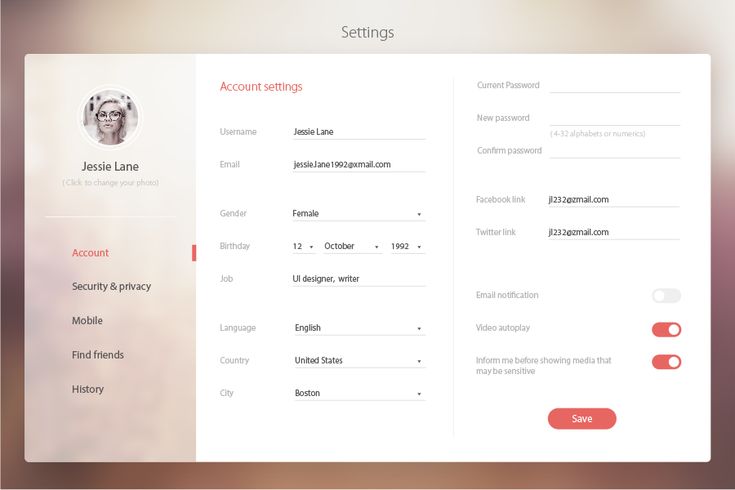 Settings
Jessie Lane
( Click to change your photo)
Account
Security & privacy
Mobile
Find friends
History
Account settings
Username Jessie Lane
Email jessieJane1992@xmail.com
Gender Female
Birthday 12 October 1992
Job UI designer, writer
Language English
Country United States
City Boston
Current Password
New password
( 4-32 alphabets or numerics)
Confirm password
Facebook link jl232@zmail.com
Twitter link jl232@zmail.com
Email notification
Video autoplay
Inform me before showing media that
may be sensitive
Save